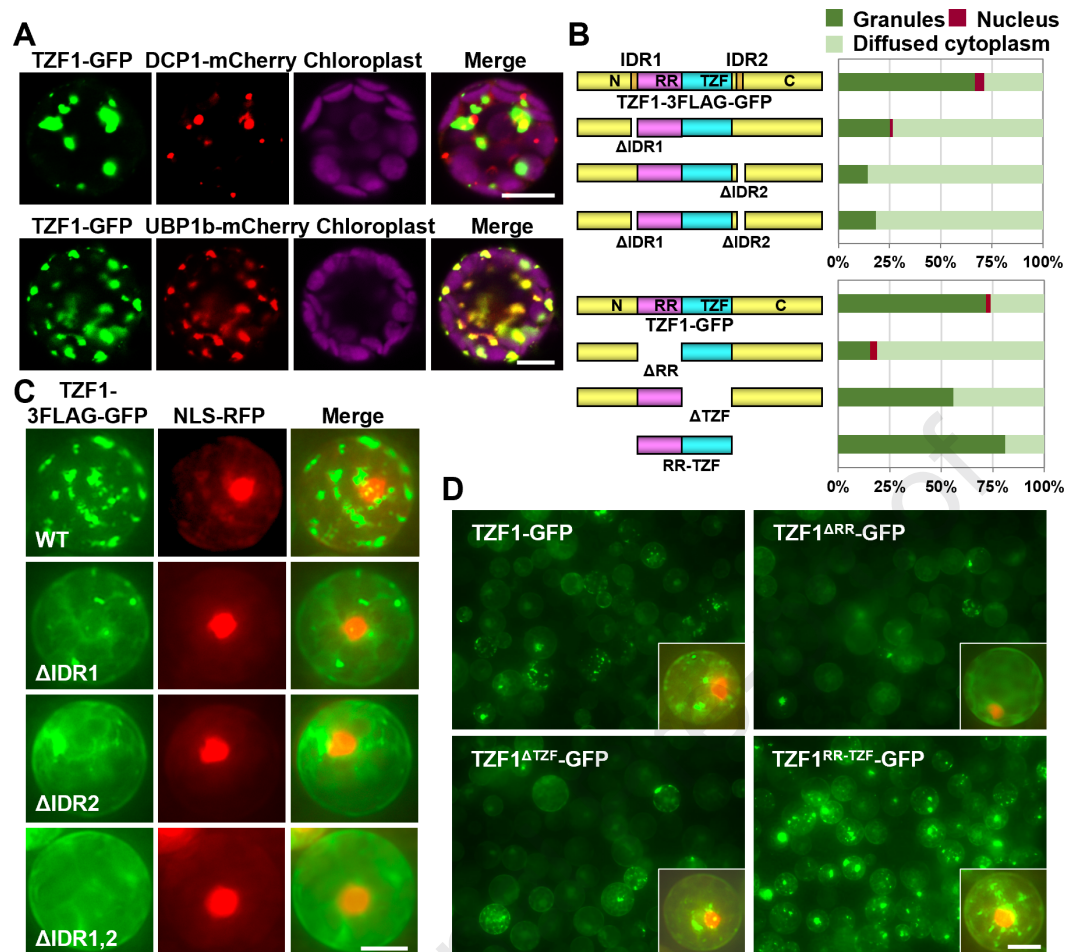 A
TZF1-GFP DCP1-mCherry Chloroplast Merge
TZF1-GFP UBP1b-mCherry Chloroplast Merge
B
Granules Nucleus
Diffused cytoplasm
IDR1 IDR2
N RR TZF C
TZF1-3FLAG-GFP
ΔIDR1
ΔIDR2
ΔIDR1 ΔIDR2
0% 25% 50% 75% 100%
N RR TZF C
TZF1-GFP
ΔRR
ΔTZF
RR-TZF
0% 25% 50% 75% 100%
C
TZF1-
3FLAG-GFP NLS-RFP Merge
WT
ΔIDR1
ΔIDR2
ΔIDR1,2
D
TZF1-GFP TZF1ΔRR-GFP
TZF1ΔTZF-GFP TZF1RR-TZF-GFP